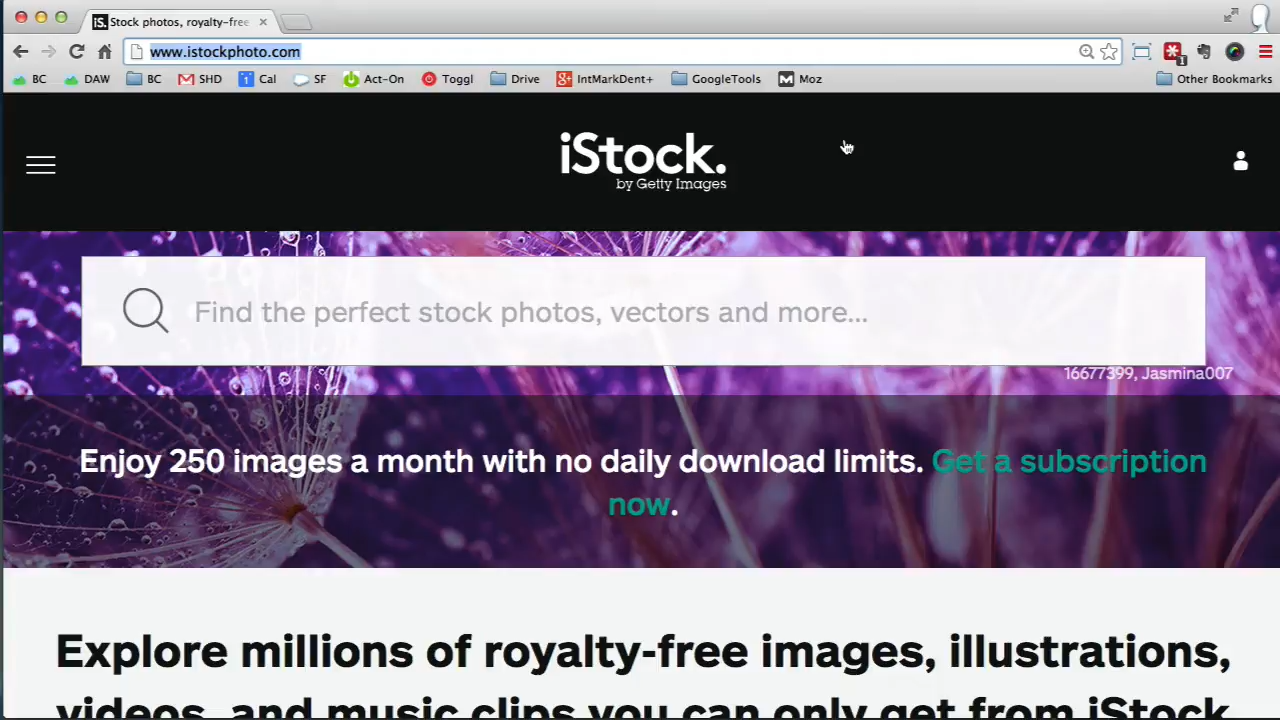 iS. Stock photos, royalty-free
www.istockphoto.com
BC DAW BC SHD 1 Cal SF Act-On Toggl Drive IntMarkDent+ GoogleTools Moz Other Bookmarks
iStock.
by Getty Images
Find the perfect stock photos, vectors and more...
16677399, Jasmina007
Enjoy 250 images a month with no daily download limits. Get a subscription
now.
Explore millions of royalty-free images, illustrations,
videos, and music clips you can only get from iStock